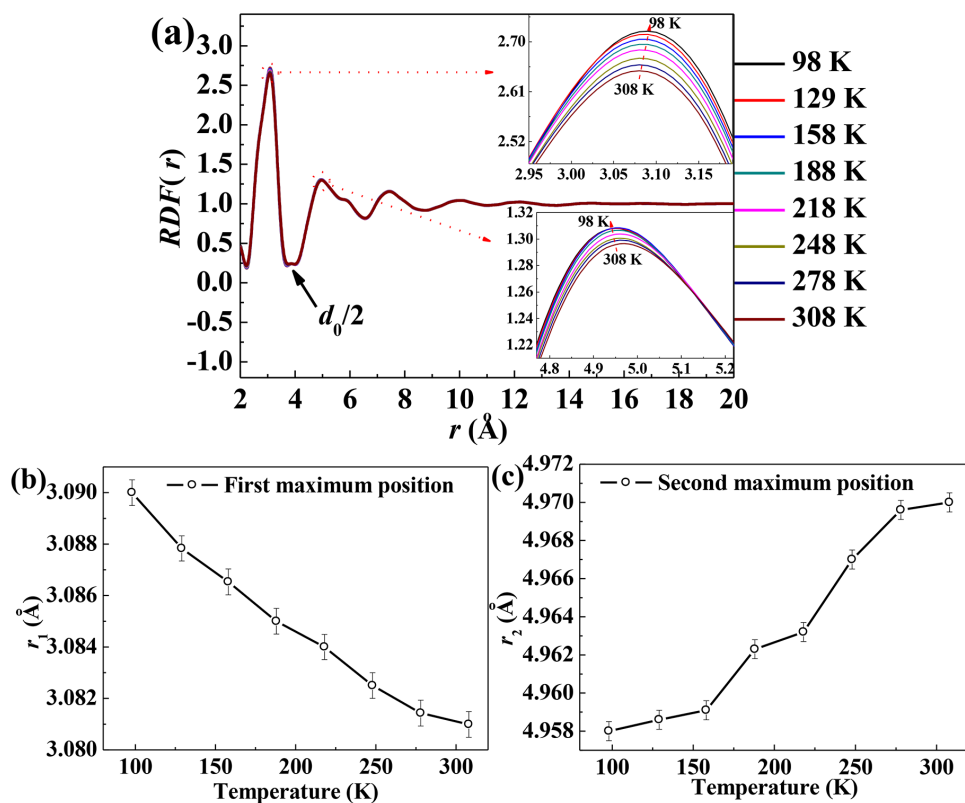 (a)
RDF(r)
3.0
2.5
2.0
1.5
1.0
0.5
0.0
-0.5
-1.0
d₀/2
2 4 6 8 10 12 14 16 18 20
r (Å)
98 K
308 K
2.70
2.61
2.52
2.95 3.00 3.05 3.10 3.15
98 K
308 K
1.32
1.30
1.28
1.26
1.24
1.22
4.8 4.9 5.0 5.1 5.2
98 K
129 K
158 K
188 K
218 K
248 K
278 K
308 K
(b)
First maximum position
r₁(Å)
3.090
3.088
3.086
3.084
3.082
3.080
100 150 200 250 300
Temperature (K)
(c)
Second maximum position
r₂(Å)
4.972
4.970
4.968
4.966
4.964
4.962
4.960
4.958
100 150 200 250 300
Temperature (K)